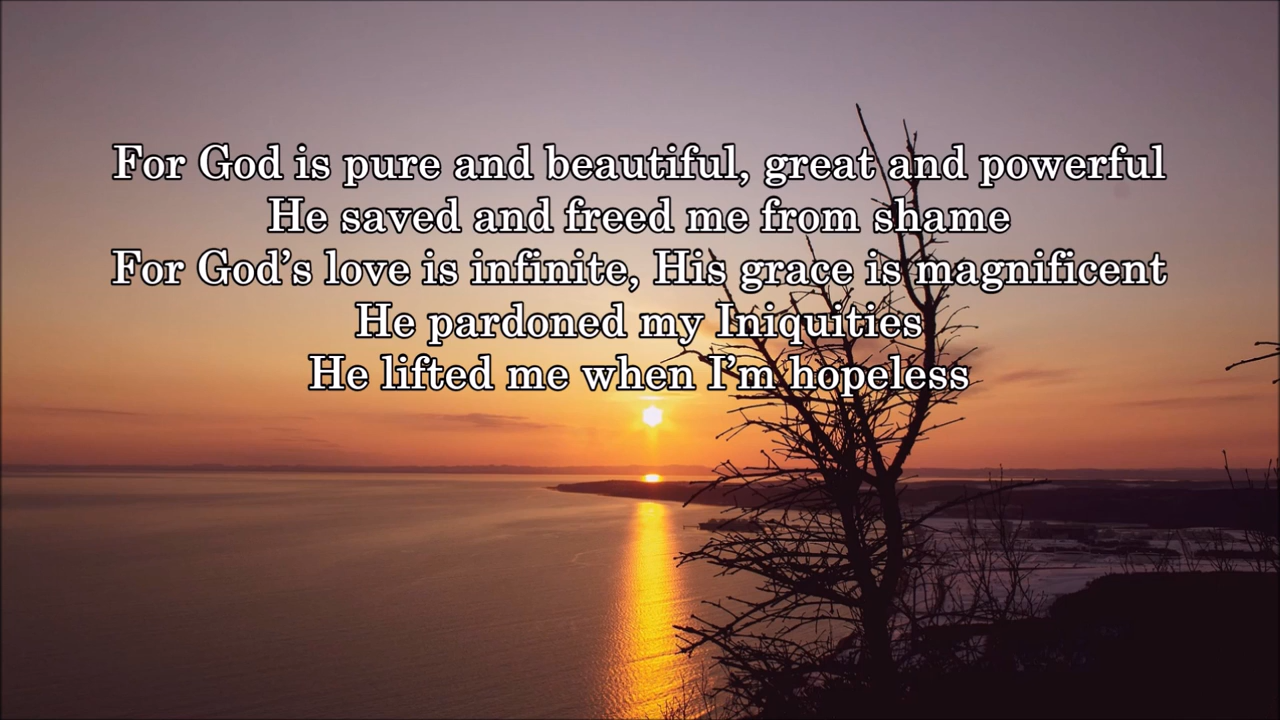 For God is pure and beautiful, great and powerful
He saved and freed me from shame
For God’s love is infinite, His grace is magnificent
He pardoned my Iniquities
He lifted me when I’m hopeless